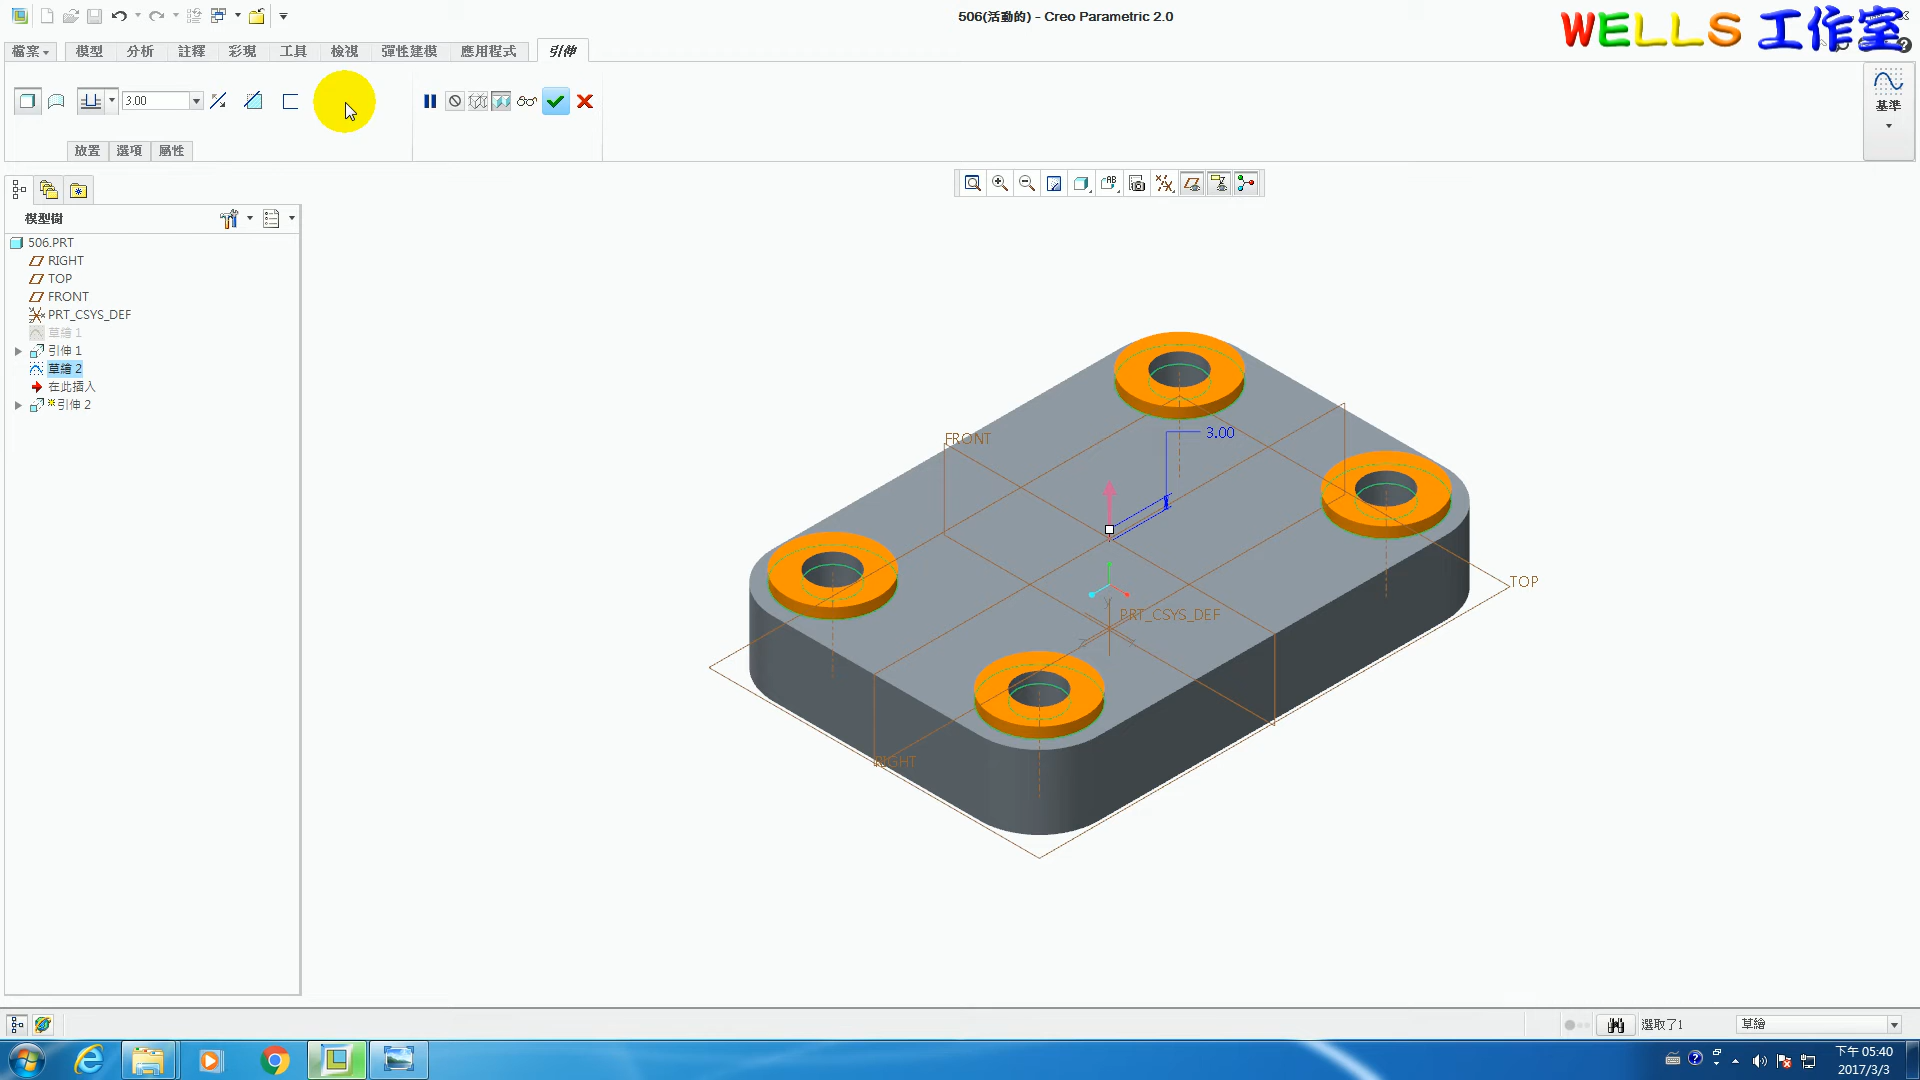 506(活動的) - Creo Parametric 2.0
WELLS 工作室
檔案 模型 分析 註釋 彩現 工具 檢視 彈性建模 應用程式 引伸
3.00
基準
放置 選項 屬性
模型樹
506.PRT
RIGHT
TOP
FRONT
PRT_CSYS_DEF
草繪 1
引伸 1
草繪 2
在此插入
引伸 2
3.00
FRONT
TOP
PRT_CSYS_DEF
RIGHT
選取了1
草繪
下午 05:40
2017/3/3